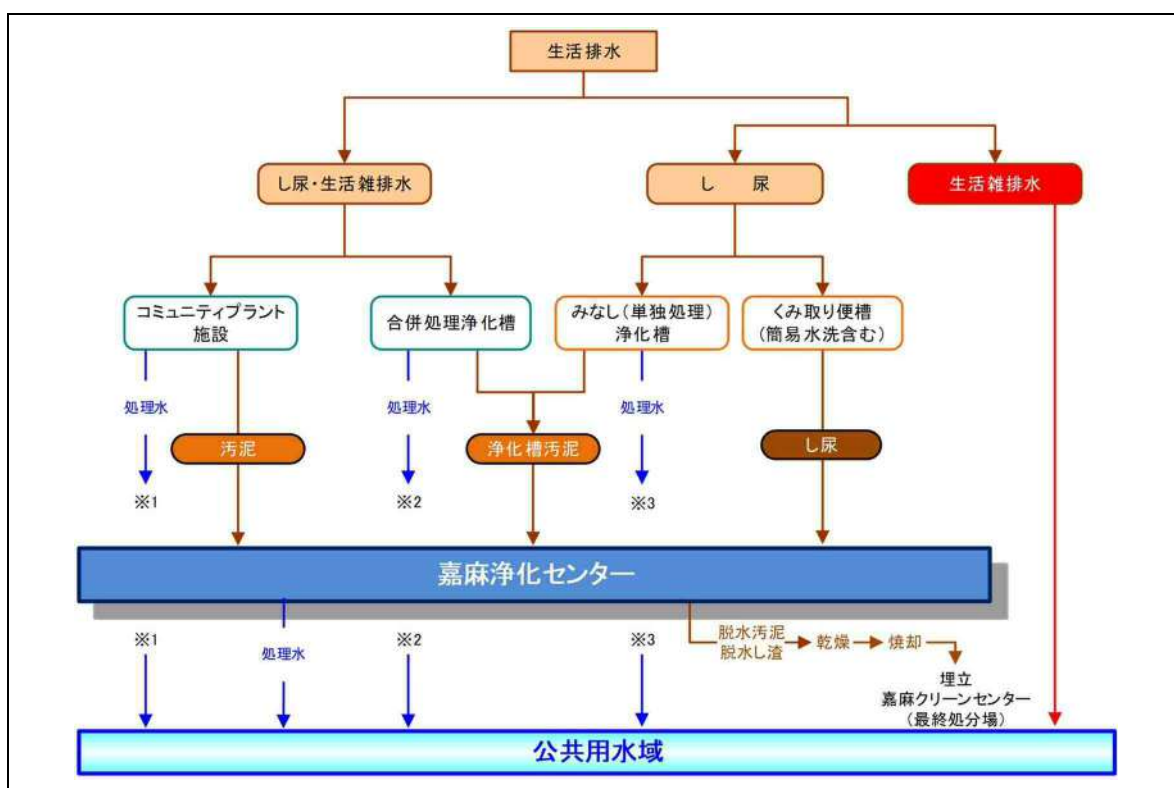 生活排水
し尿・生活雑排水
し 尿
生活雑排水
コミュニティプラント
施設
合併処理浄化槽
みなし(単独処理)
浄化槽
くみ取り便槽
(簡易水洗含む)
処理水
処理水
処理水
汚泥
浄化槽汚泥
し尿
※1
※2
※3
嘉麻浄化センター
※1
処理水
※2
※3
脱水汚泥
脱水し渣
乾燥
焼却
埋立
嘉麻クリーンセンター
(最終処分場)
公共用水域